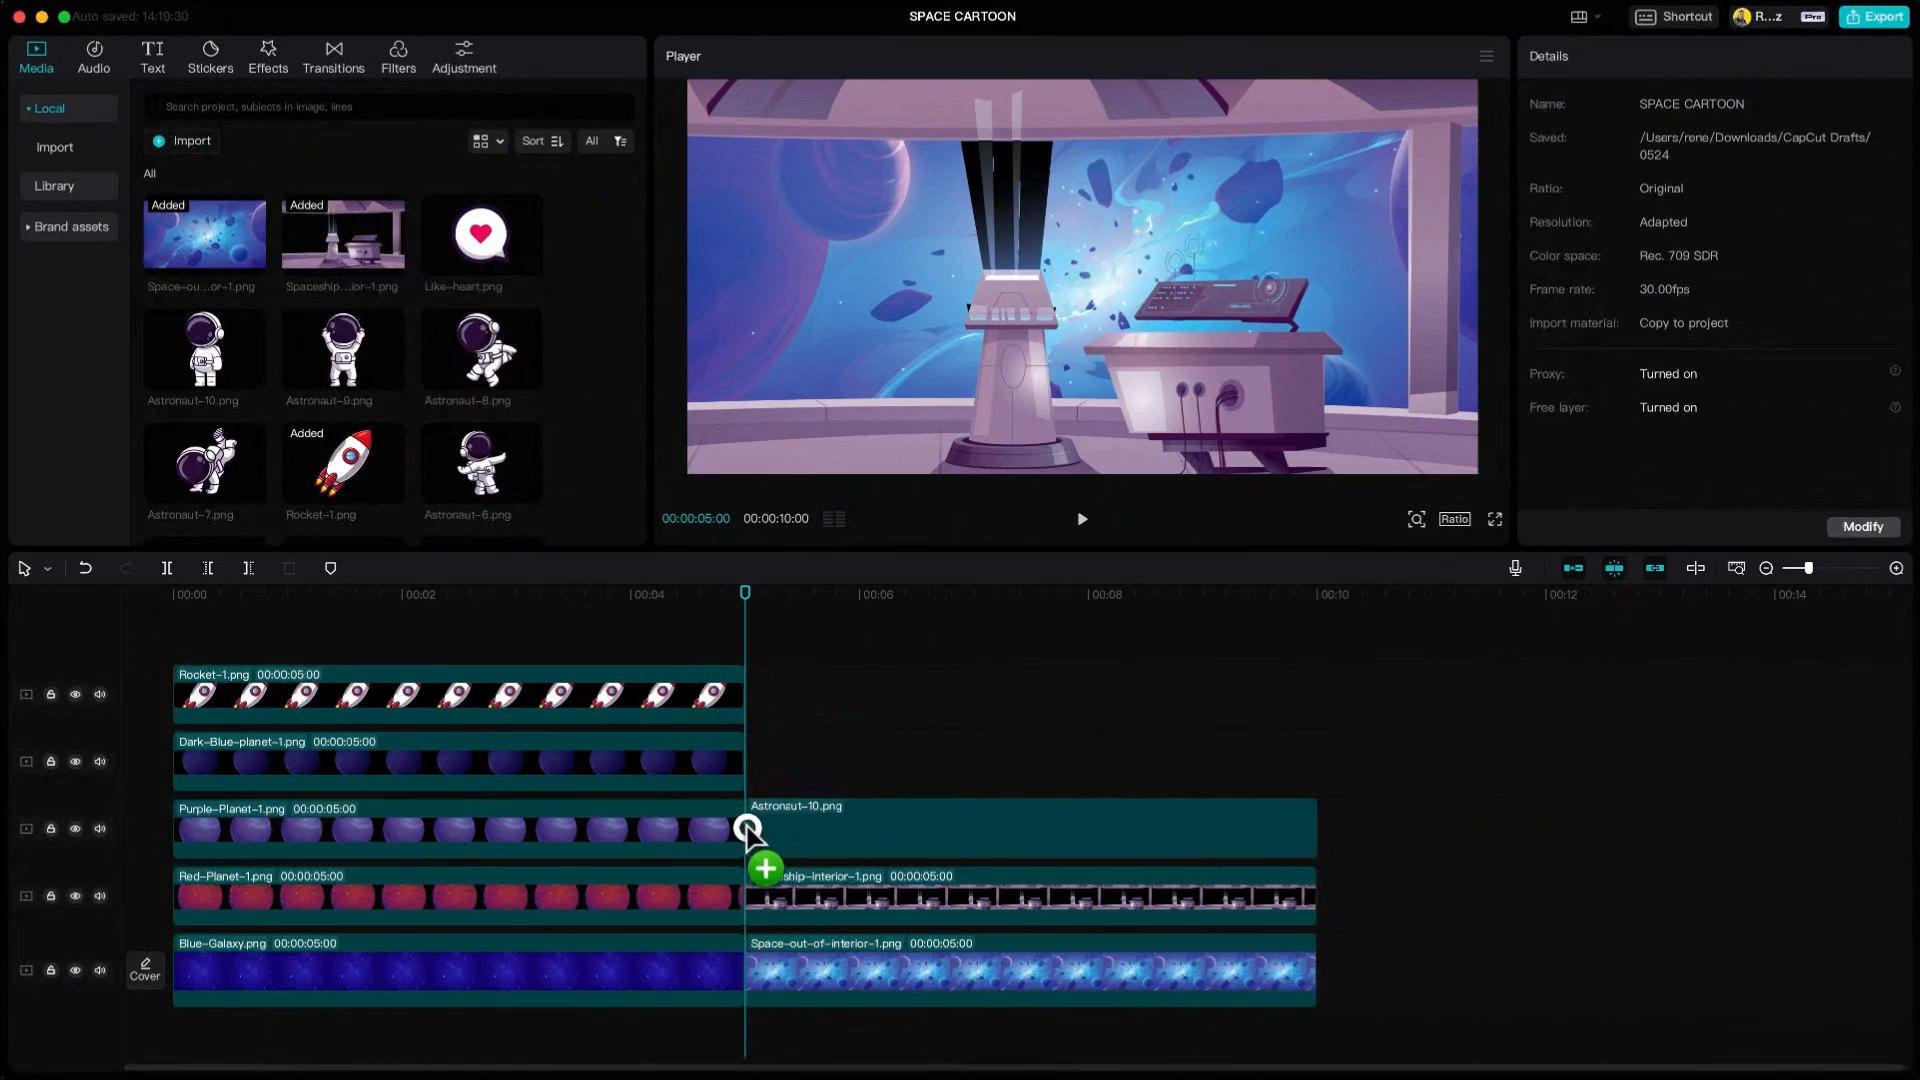 Auto saved: 14:19:30
SPACE CARTOON
Shortcut
R...z
Pro
Export
Media
Audio
Text
Stickers
Effects
Transitions
Filters
Adjustment
Local
Import
Library
Brand assets
Search project, subjects in image, lines
Import
Sort
All
All
Added
Added
Space-ou...or-1.png
Spaceship...ior-1.png
Like-heart.png
Astronaut-10.png
Astronaut-9.png
Astronaut-8.png
Added
Astronaut-7.png
Rocket-1.png
Astronaut-6.png
Player
00:00:05:00
00:00:10:00
Ratio
Details
Name:
SPACE CARTOON
Saved:
/Users/rene/Downloads/CapCut Drafts/
0524
Ratio:
Original
Resolution:
Adapted
Color space:
Rec. 709 SDR
Frame rate:
30.00fps
Import material:
Copy to project
Proxy:
Turned on
Free layer:
Turned on
Modify
00:00
00:02
00:04
00:06
00:08
00:10
00:12
00:14
Rocket-1.png 00:00:05:00
Dark-Blue-planet-1.png 00:00:05:00
Purple-Planet-1.png 00:00:05:00
Astronaut-10.png
Red-Planet-1.png 00:00:05:00
ship-interior-1.png 00:00:05:00
Cover
Blue-Galaxy.png 00:00:05:00
Space-out-of-interior-1.png 00:00:05:00